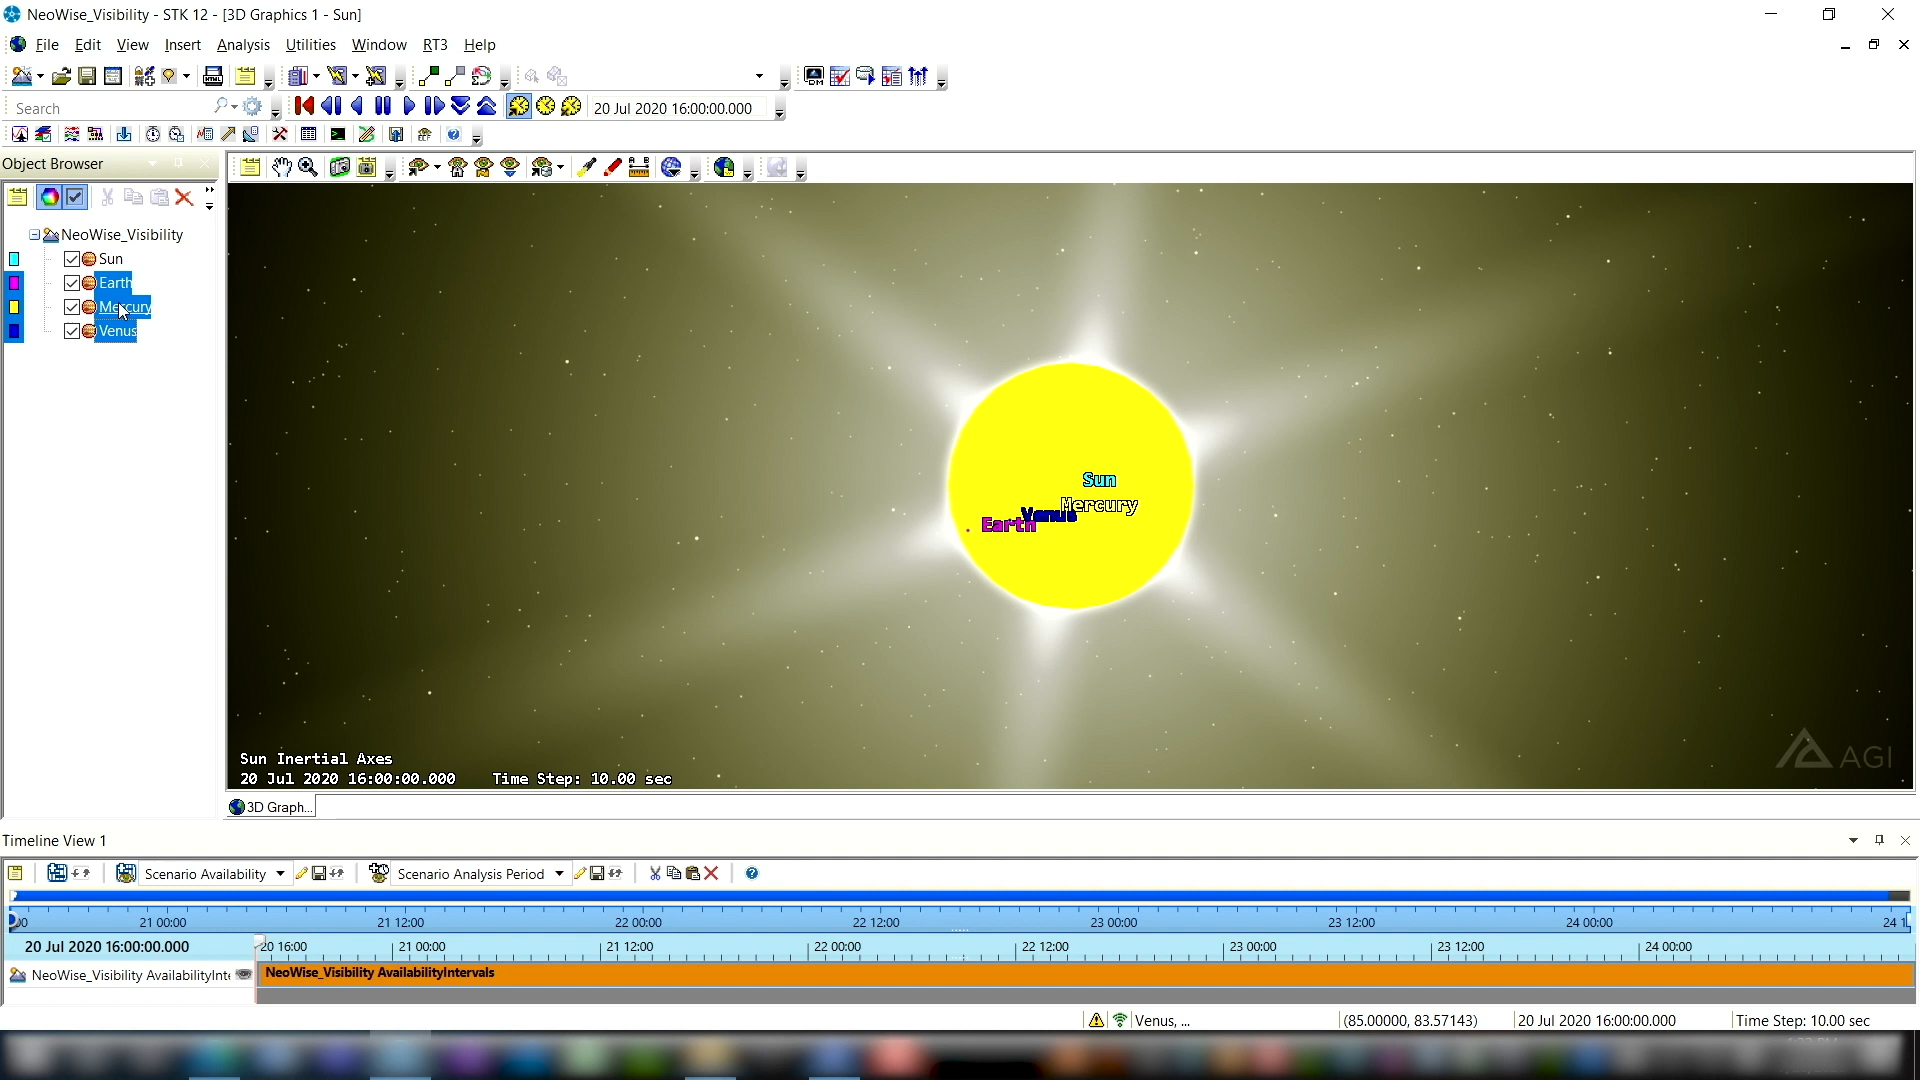 NeoWise_Visibility - STK 12 - [3D Graphics 1 - Sun]
File Edit View Insert Analysis Utilities Window RT3 Help
DM
Search 20 Jul 2020 16:00:00.000
Object Browser
A B
NeoWise_Visibility
Sun
Earth
Mercury
Venus
Sun
Mercury
Venus
Earth
Sun Inertial Axes
20 Jul 2020 16:00:00.000 Time Step: 10.00 sec
AGI
3D Graph...
Timeline View 1
Scenario Availability Scenario Analysis Period
21 00:00 21 12:00 22 00:00 22 12:00 23 00:00 23 12:00 24 00:00 24 1
20 Jul 2020 16:00:00.000 20 16:00 21 00:00 21 12:00 22 00:00 22 12:00 23 00:00 23 12:00 24 00:00
NeoWise_Visibility AvailabilityInte NeoWise_Visibility AvailabilityIntervals
Venus, ... (85.00000, 83.57143) 20 Jul 2020 16:00:00.000 Time Step: 10.00 sec